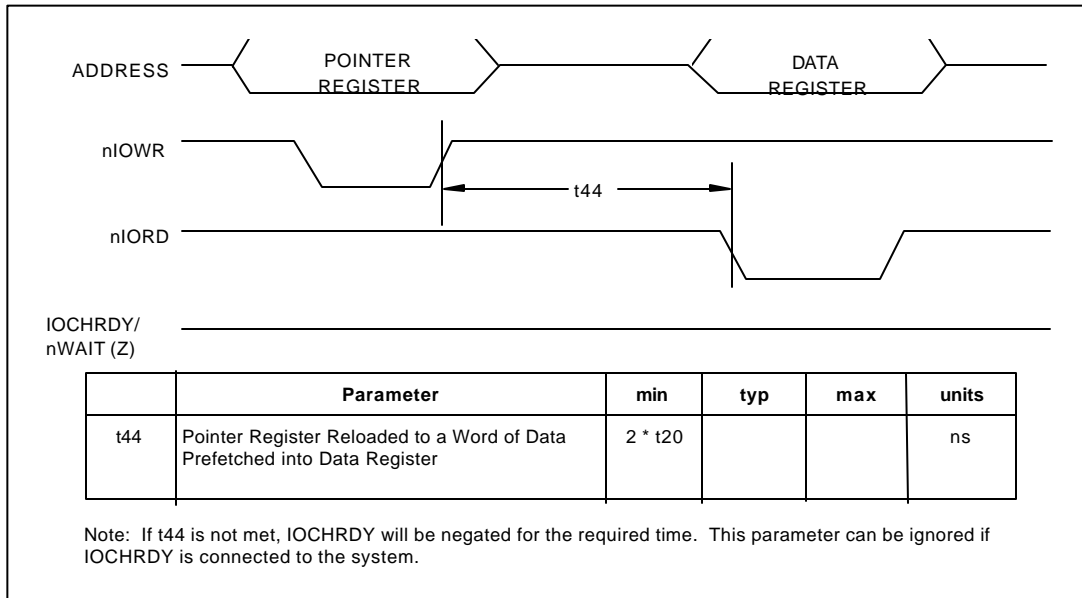 ADDRESS
POINTER
REGISTER
DATA
REGISTER
nIOWR
t44
nIORD
IOCHRDY/
nWAIT (Z)
Parameter min typ max units
t44 Pointer Register Reloaded to a Word of Data 2 * t20 ns
Prefetched into Data Register
Note: If t44 is not met, IOCHRDY will be negated for the required time. This parameter can be ignored if
IOCHRDY is connected to the system.